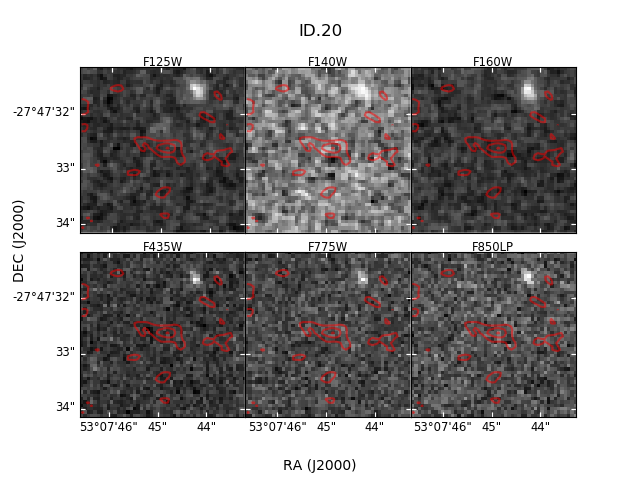 ID.20
F125W F140W F160W
-27°47'32"
33"
34"
F435W F775W F850LP
-27°47'32"
33"
34"
53°07'46" 45" 44" 53°07'46" 45" 44" 53°07'46" 45" 44"
RA (J2000)
DEC (J2000)